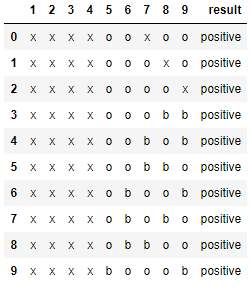 1 2 3 4 5 6 7 8 9 result
0 x x x x o o x o o positive
1 x x x x o o o x o positive
2 x x x x o o o o x positive
3 x x x x o o o b b positive
4 x x x x o o b o b positive
5 x x x x o o b b o positive
6 x x x x o b o o b positive
7 x x x x o b o b o positive
8 x x x x o b b o o positive
9 x x x x b o o o b positive